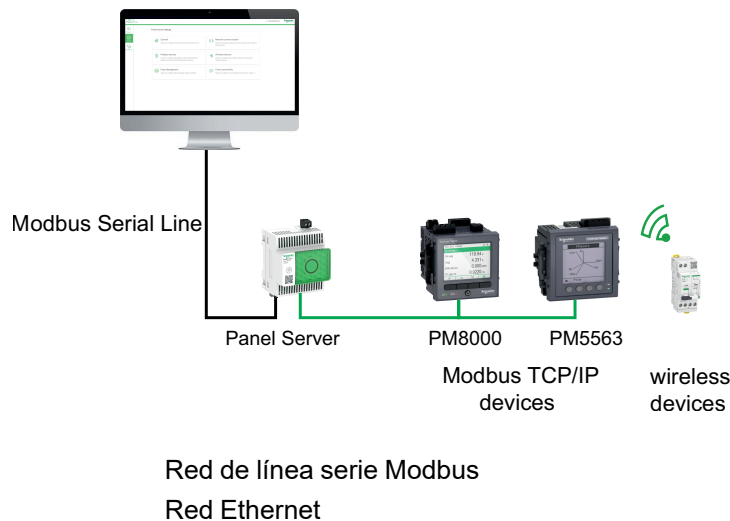 Modbus Serial Line
Panel Server
PM8000
PM5563
Modbus TCP/IP
devices
wireless
devices
Red de línea serie Modbus
Red Ethernet